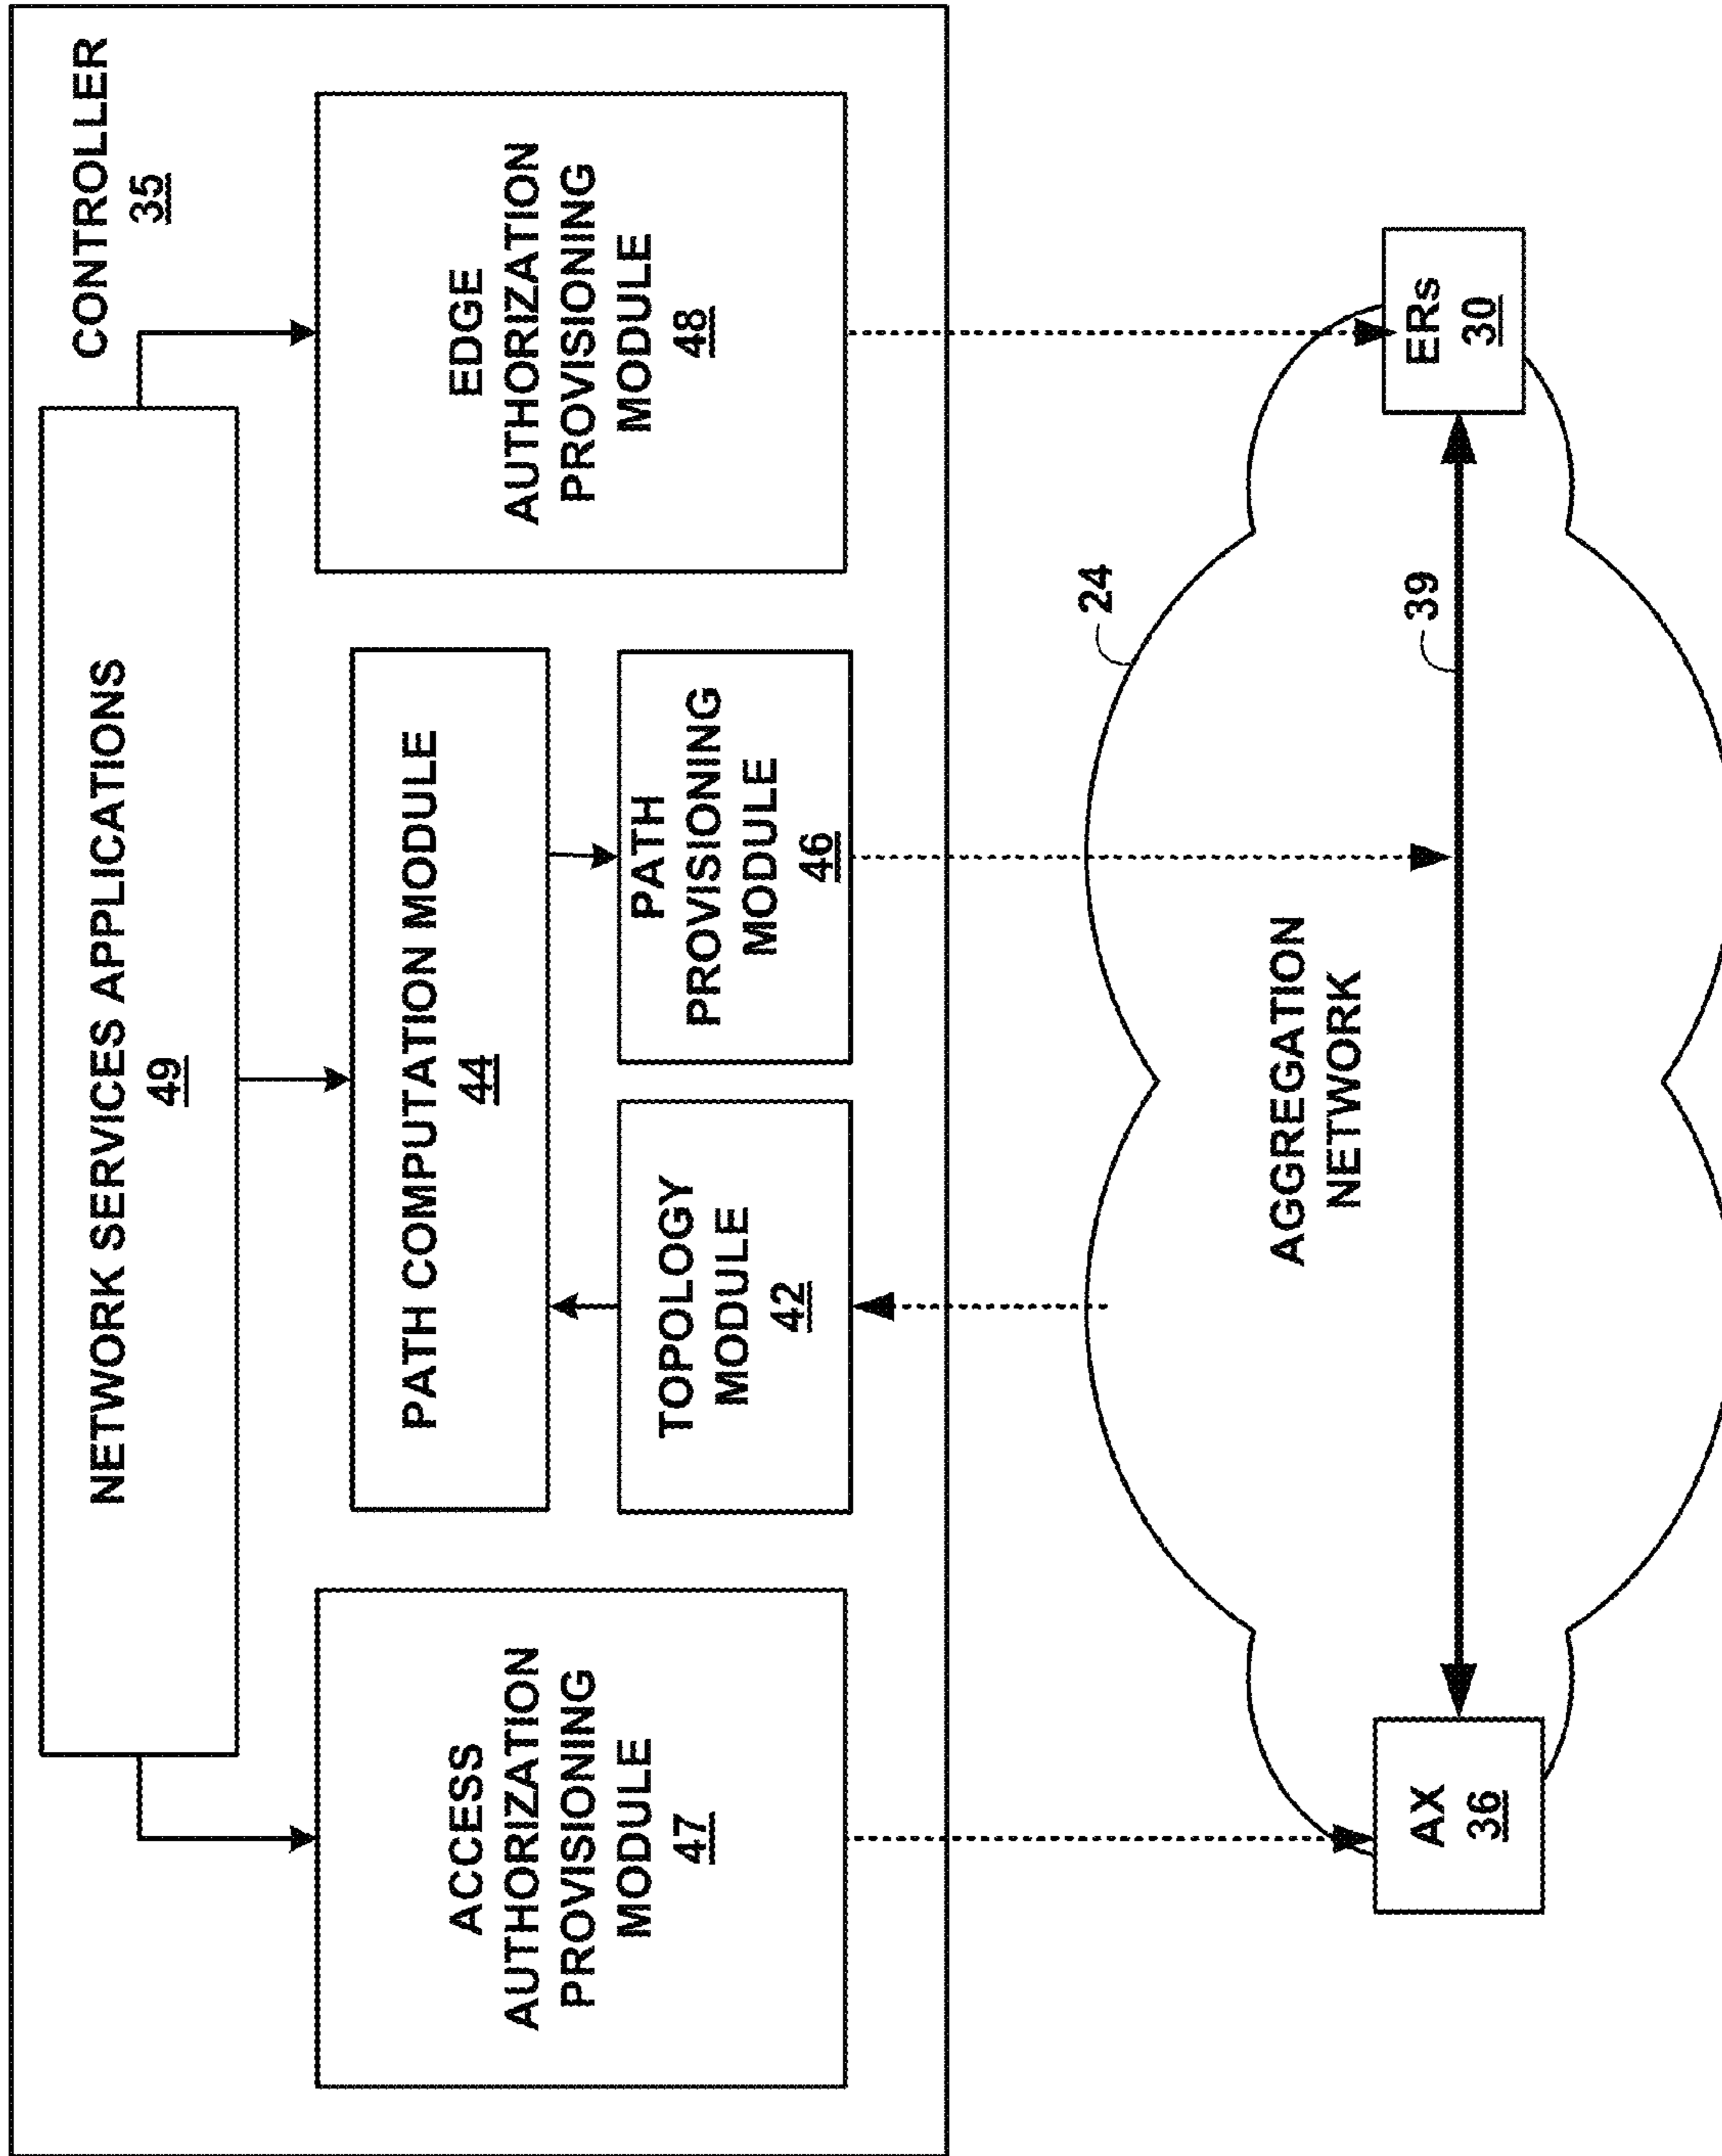 CONTROLLER
35
NETWORK SERVICES APPLICATIONS
49
ACCESS
AUTHORIZATION
PROVISIONING
MODULE
47
PATH COMPUTATION MODULE
44
TOPOLOGY
MODULE
42
PATH
PROVISIONING
MODULE
46
EDGE
AUTHORIZATION
PROVISIONING
MODULE
48
24
AGGREGATION
NETWORK
39
AX
36
ERs
30